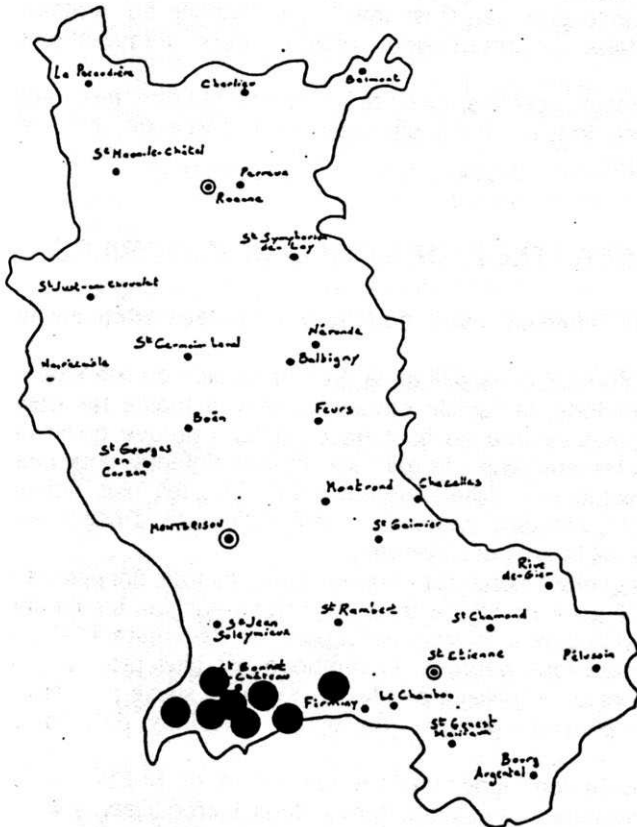 La Pacaudière
Charlieu
Belmont
St Haon-le-Châtel
Perreux
Roanne
St Symphorien
de Lay
St Just-en Chevalet
Néronde
St Germain Laval
Balbigny
Noirétable
Boën
Feurs
St Georges
en
Couzan
Montrond
Chazelles
MONTBRISON
St Galmier
Rive
de-Gier
St Jean
Soleymieux
St Rambert
St Chamond
St Etienne
Pélussin
St Bonnet
Château
Firminy
Le Chambon
St Genest
Malifaux
Bourg
Argental